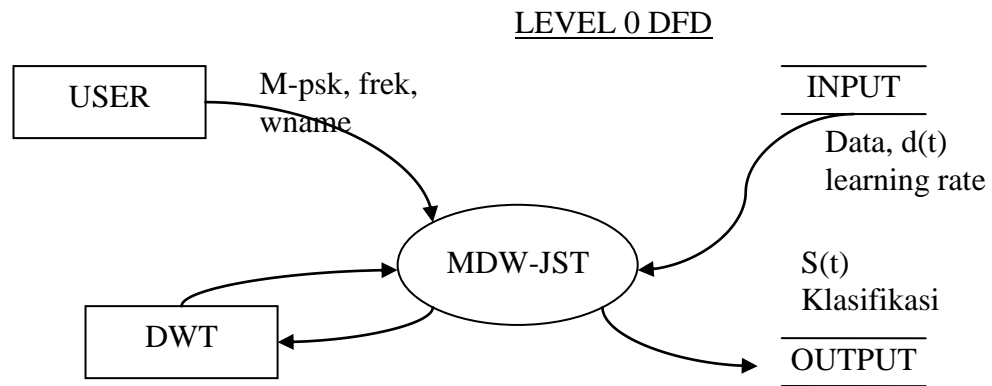 LEVEL 0 DFD
USER
M-psk, frek,
wname
INPUT
Data, d(t)
learning rate
MDW-JST
S(t)
Klasifikasi
DWT
OUTPUT